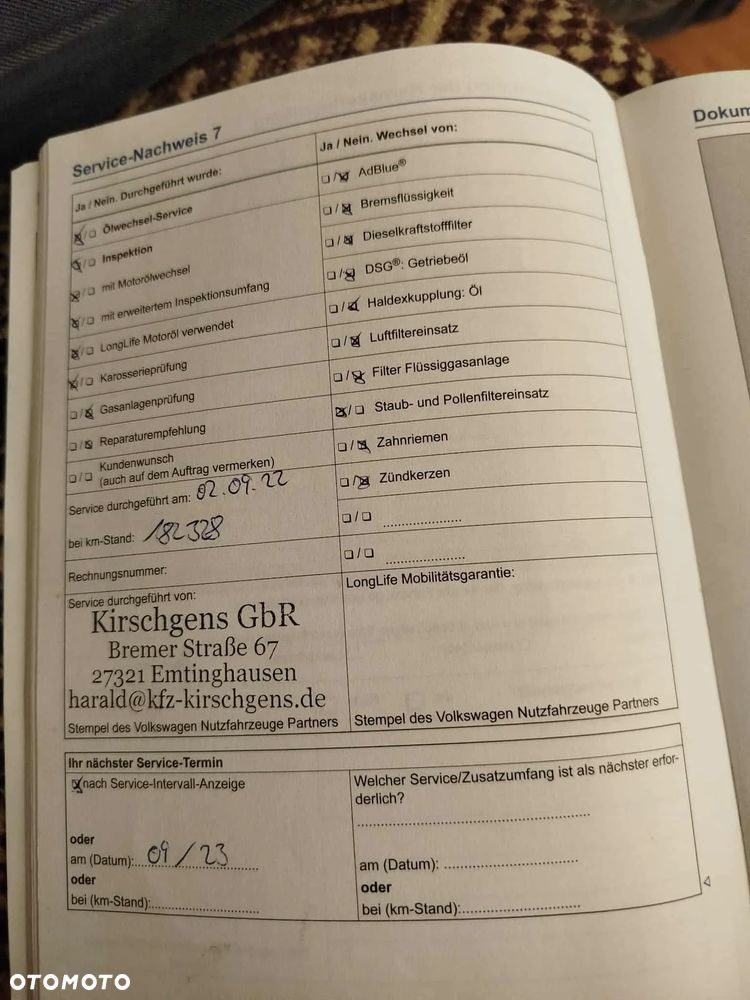 Dokum
Service-Nachweis 7
Ja / Nein. Durchgeführt wurde:
☒/☐ Ölwechsel-Service
☒/☐ Inspektion
☒/☐ mit Motorölwechsel
☒/☐ mit erweitertem Inspektionsumfang
☒/☐ LongLife Motoröl verwendet
☒/☐ Karosserieprüfung
☐/☒ Gasanlagenprüfung
☐/☒ Reparaturempfehlung
☐/☐ Kundenwunsch
(auch auf dem Auftrag vermerken)
Service durchgeführt am: 02.09.22
bei km-Stand: 182328
Rechnungsnummer:
Service durchgeführt von:
Kirschgens GbR
Bremer Straße 67
27321 Emtinghausen
harald@kfz-kirschgens.de
Stempel des Volkswagen Nutzfahrzeuge Partners
Ja / Nein. Wechsel von:
☐/☒ AdBlue®
☐/☒ Bremsflüssigkeit
☐/☒ Dieselkraftstofffilter
☐/☒ DSG®: Getriebeöl
☐/☒ Haldexkupplung: Öl
☐/☒ Luftfiltereinsatz
☐/☒ Filter Flüssiggasanlage
☒/☐ Staub- und Pollenfiltereinsatz
☐/☒ Zahnriemen
☐/☒ Zündkerzen
☐/☐ ......................
☐/☐ ......................
LongLife Mobilitätsgarantie:
Stempel des Volkswagen Nutzfahrzeuge Partners
Ihr nächster Service-Termin
☒ nach Service-Intervall-Anzeige
oder
am (Datum): 09/23
oder
bei (km-Stand):........................
Welcher Service/Zusatzumfang ist als nächster erfor-
derlich?
..................................................
am (Datum): .............................
oder
bei (km-Stand):.........................
OTOMOTO